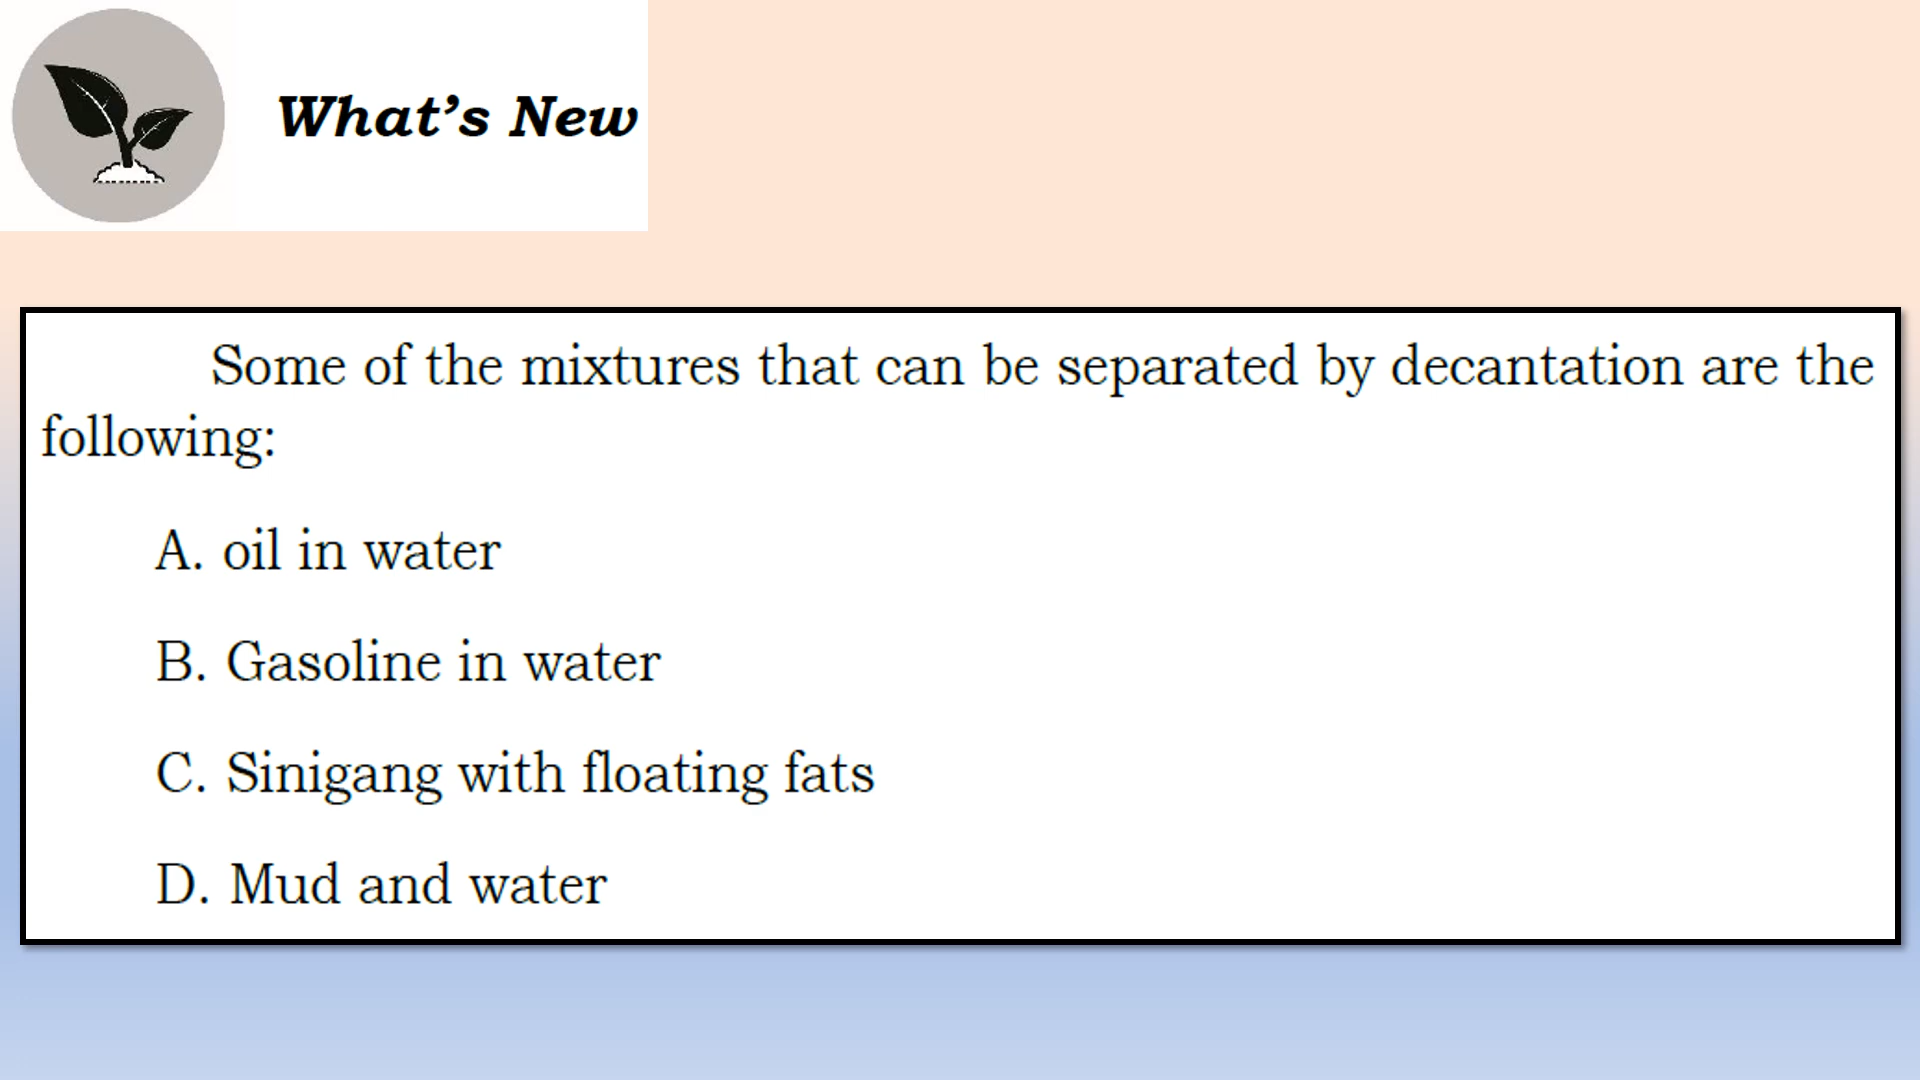 What’s New
Some of the mixtures that can be separated by decantation are the
following:
A. oil in water
B. Gasoline in water
C. Sinigang with floating fats
D. Mud and water